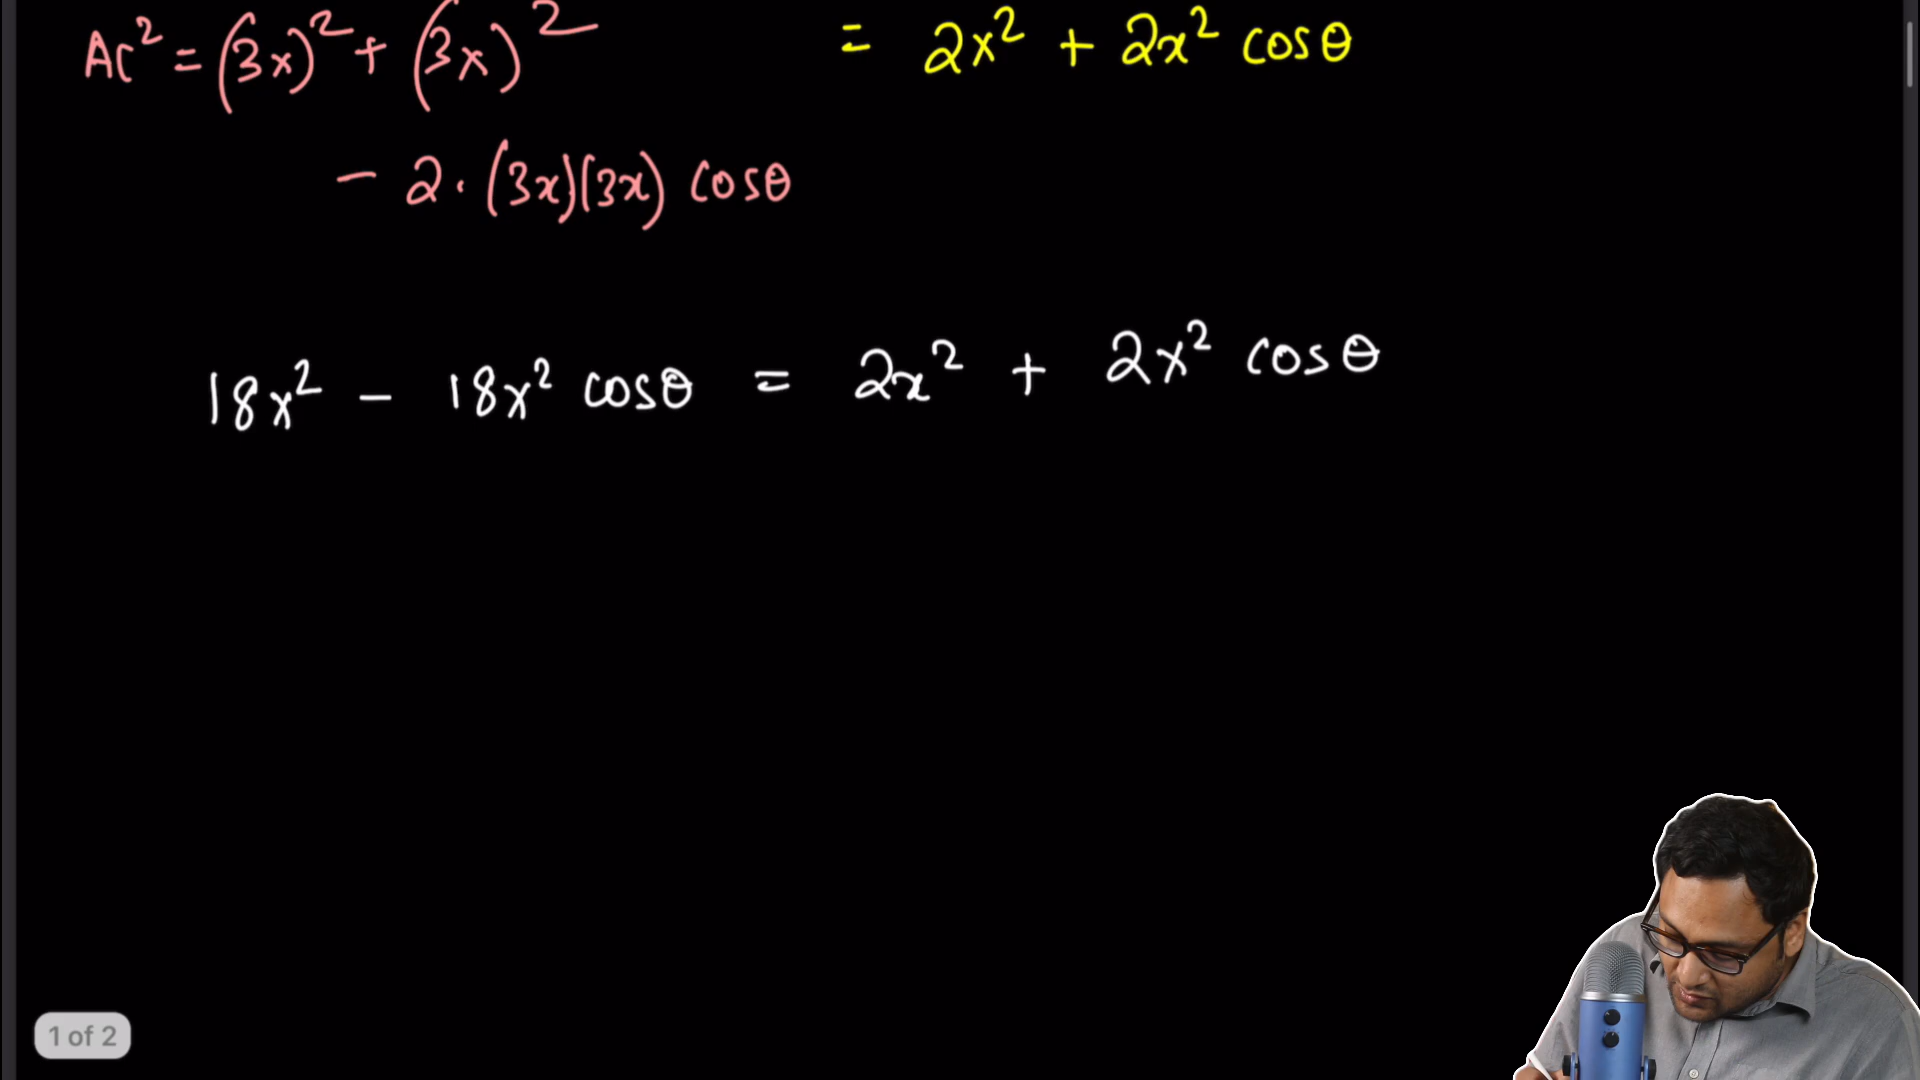 AC² = (3x)² + (3x)²
- 2 · (3x)(3x) cosθ
= 2x² + 2x² cosθ
18x² - 18x² cosθ = 2x² + 2x² cosθ
1 of 2